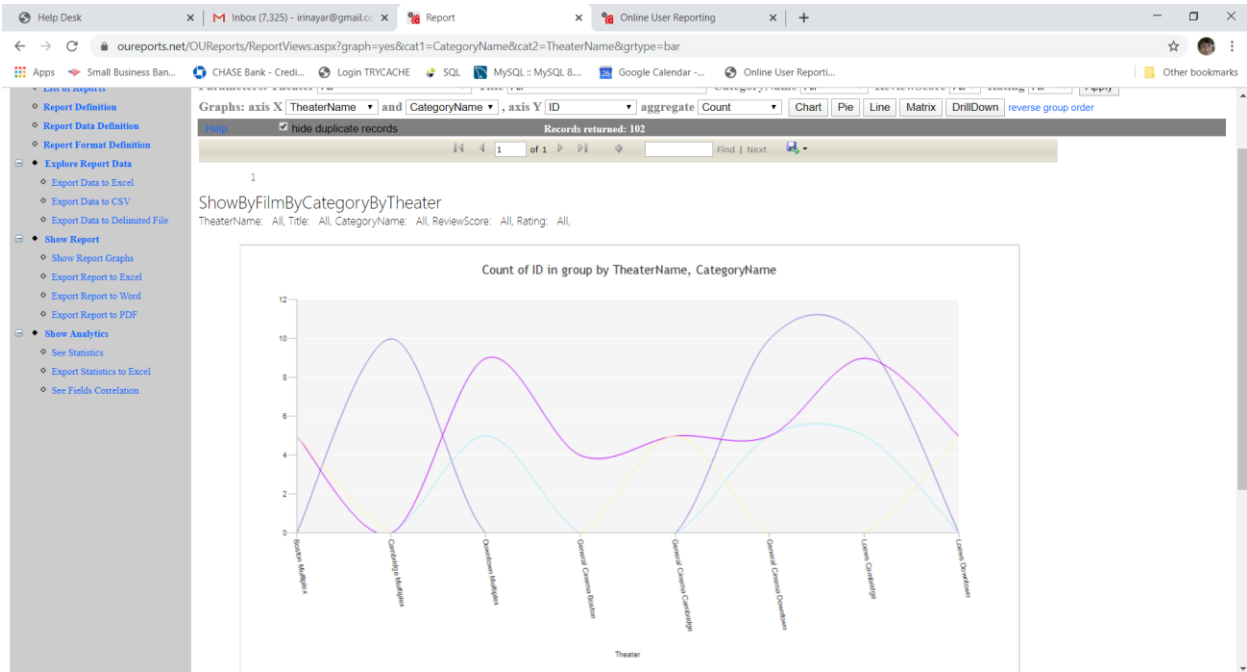 Help Desk
Inbox (7,325) - irinayar@gmail.co
Report
Online User Reporting
oureports.net/OUReports/ReportViews.aspx?graph=yes&cat1=CategoryName&cat2=TheaterName&grtype=bar
Apps Small Business Ban... CHASE Bank - Credi... Login TRYCACHE SQL MySQL :: MySQL 8.... Google Calendar -... Online User Reporti... Other bookmarks
List of Reports
Report Definition
Report Data Definition
Report Format Definition
Explore Report Data
Export Data to Excel
Export Data to CSV
Export Data to Delimited File
Show Report
Show Report Graphs
Export Report to Excel
Export Report to Word
Export Report to PDF
Show Analytics
See Statistics
Export Statistics to Excel
See Fields Correlation
Graphs: axis X TheaterName and CategoryName , axis Y ID aggregate Count Chart Pie Line Matrix DrillDown reverse group order
Help hide duplicate records Records returned: 102
1 of 1 Find | Next
1
ShowByFilmByCategoryByTheater
TheaterName: All, Title: All, CategoryName: All, ReviewScore: All, Rating: All,
Count of ID in group by TheaterName, CategoryName
12
10
8
6
4
2
0
Boston Multiplex
Cambridge Multiplex
Downtown Multiplex
General Cinema Boston
General Cinema Cambridge
General Cinema Downtown
Loews Cambridge
Loews Downtown
Theater